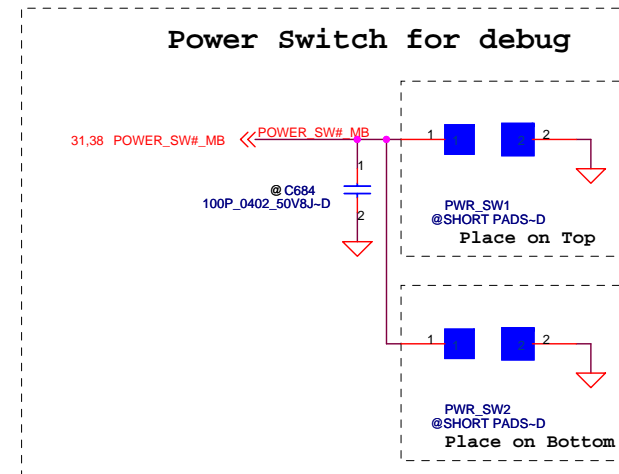 Power Switch for debug
31,38 POWER_SW#_MB POWER_SW#_MB
1 1 2 2
1
@ C684
100P_0402_50V8J~D
2
PWR_SW1
@SHORT PADS~D
Place on Top
1 1 2 2
PWR_SW2
@SHORT PADS~D
Place on Bottom